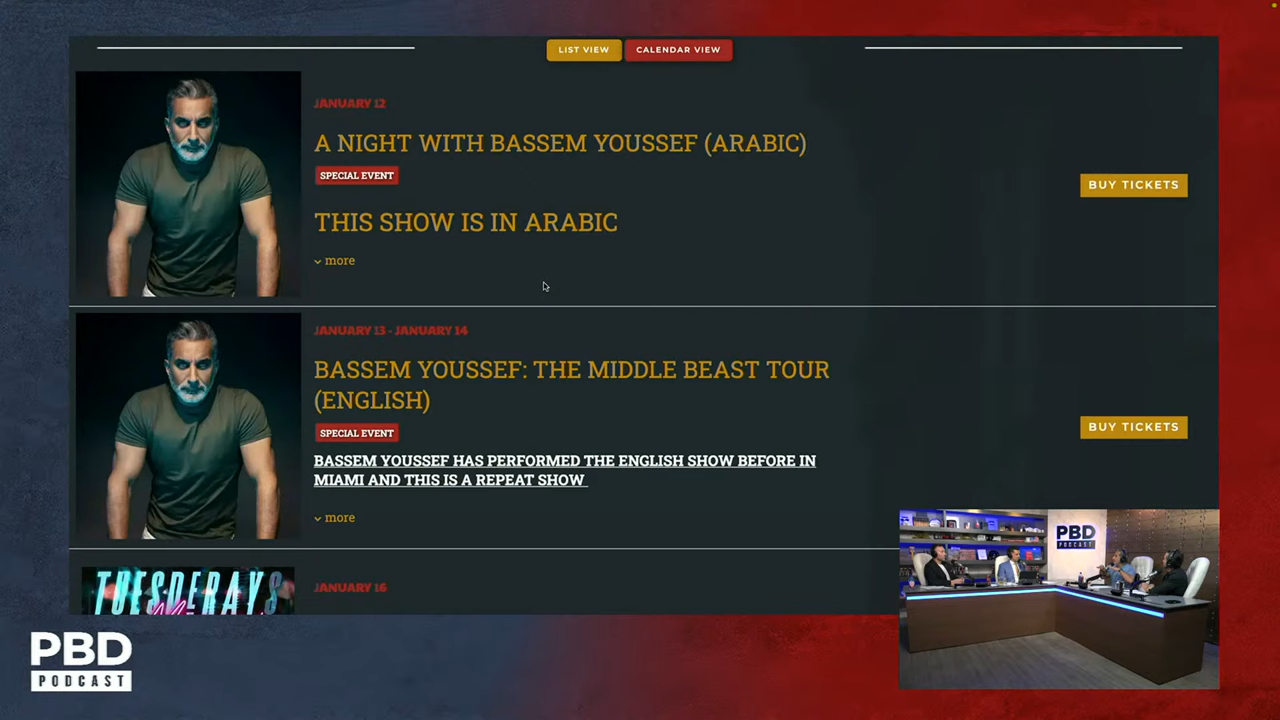 LIST VIEW
CALENDAR VIEW
JANUARY 12
A NIGHT WITH BASSEM YOUSSEF (ARABIC)
SPECIAL EVENT
BUY TICKETS
THIS SHOW IS IN ARABIC
more
JANUARY 13 - JANUARY 14
BASSEM YOUSSEF: THE MIDDLE BEAST TOUR
(ENGLISH)
SPECIAL EVENT
BUY TICKETS
BASSEM YOUSSEF HAS PERFORMED THE ENGLISH SHOW BEFORE IN
MIAMI AND THIS IS A REPEAT SHOW
more
JANUARY 16
TUESDERAYS
PBD
PODCAST
PBD
PODCAST